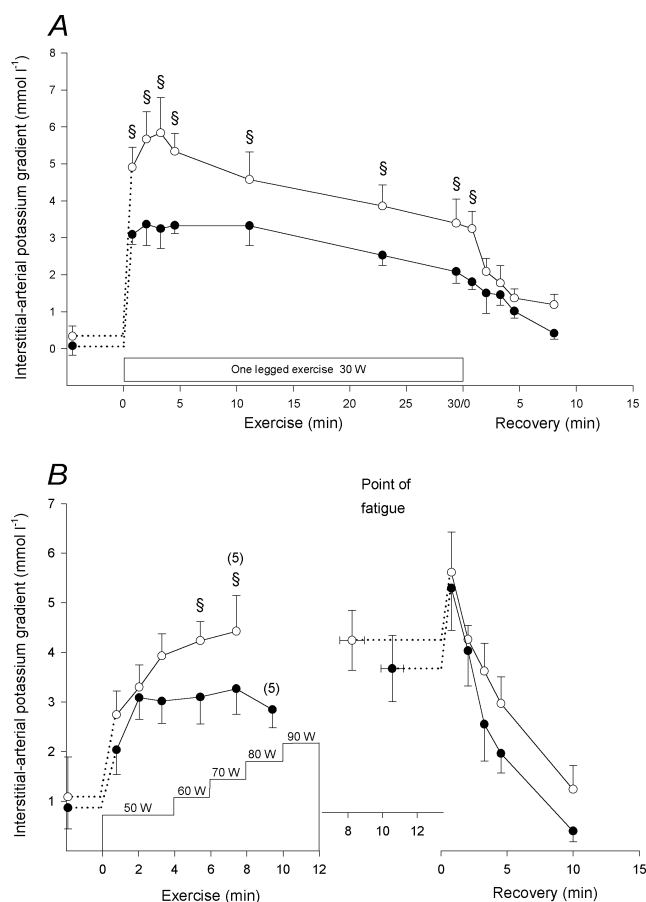 A
Interstitial-arterial potassium gradient (mmol l⁻¹)
8
7
6
5
4
3
2
1
0
§ § § § § § § §
One legged exercise 30 W
0 5 10 15 20 25 30/0 5 10 15
Exercise (min) Recovery (min)
B
Interstitial-arterial potassium gradient (mmol l⁻¹)
Point of
fatigue
7
6
5
4
3
2
1
(5)
§ §
(5)
90 W
80 W
70 W
60 W
50 W
8 10 12
0 2 4 6 8 10 12 0 5 10 15
Exercise (min) Recovery (min)